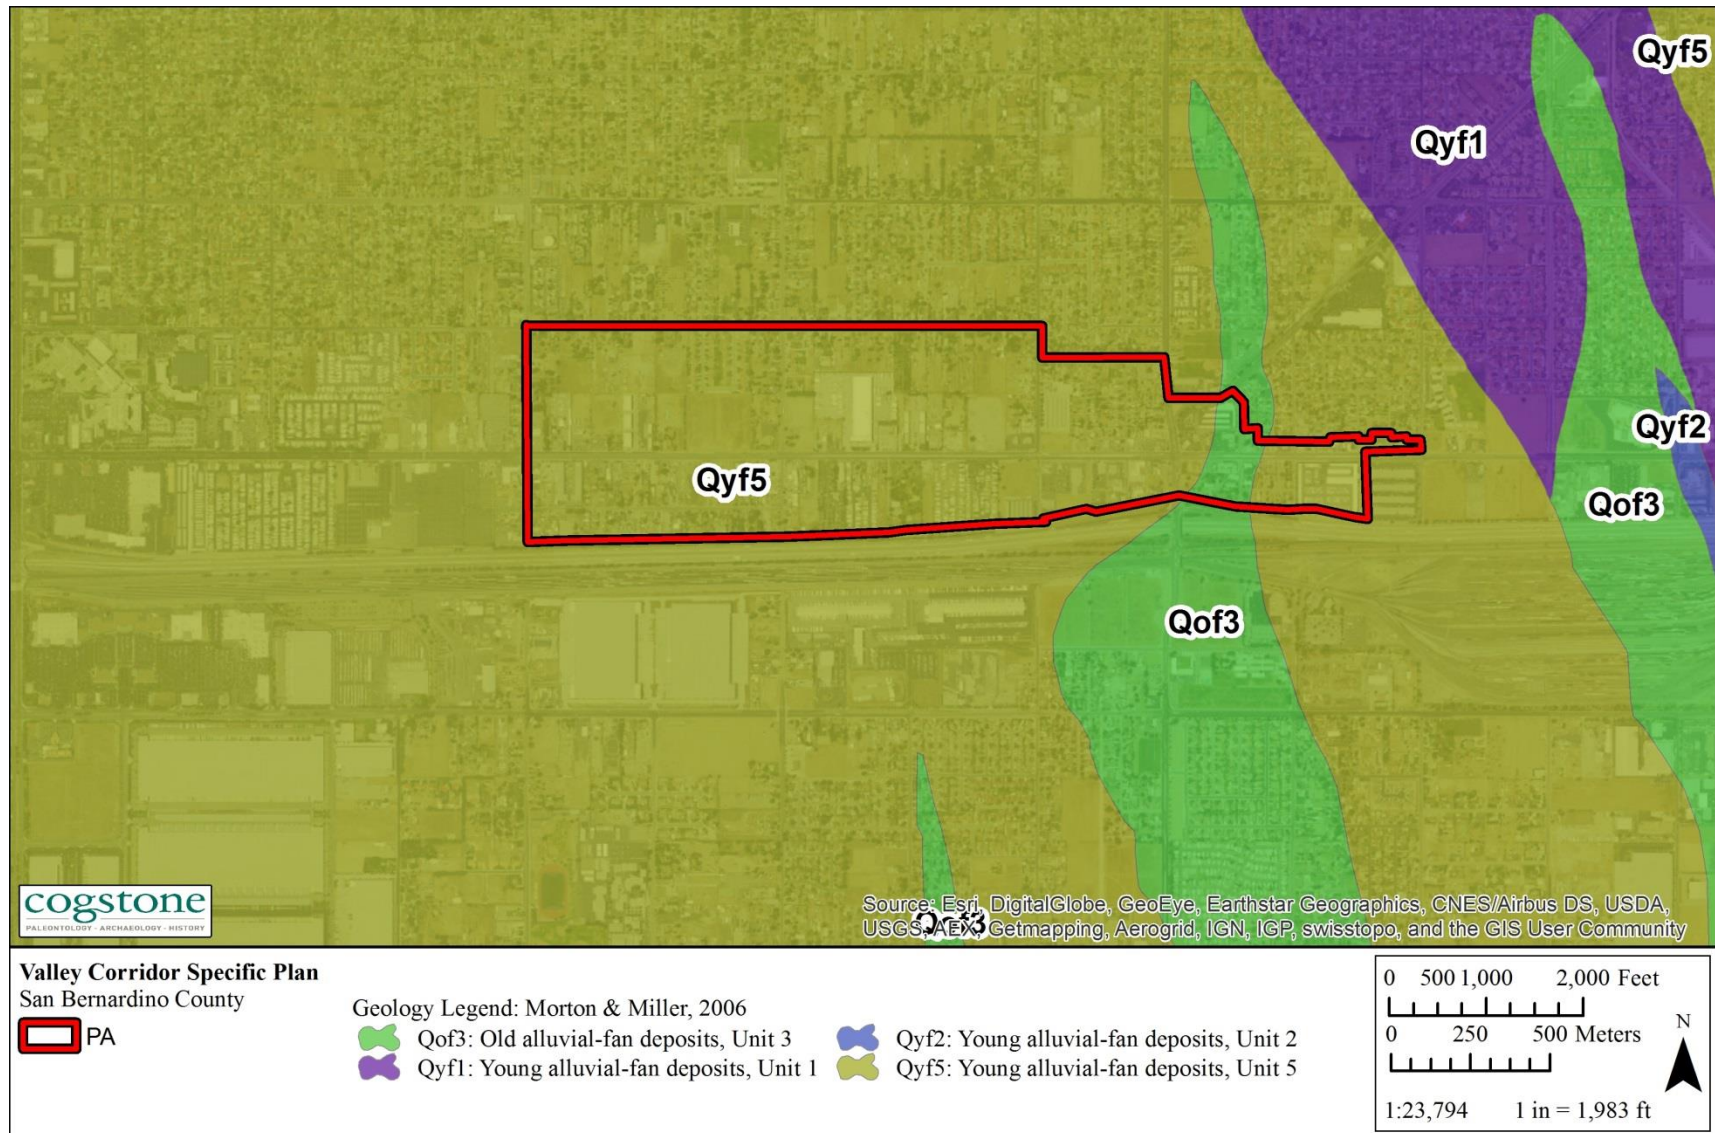 Qyf5
Qyf1
Qyf2
Qyf5
Qof3
Qof3
Qof3
cogstone
PALEONTOLOGY - ARCHAEOLOGY - HISTORY
Source: Esri, DigitalGlobe, GeoEye, Earthstar Geographics, CNES/Airbus DS, USDA,
USGS, AEX, Getmapping, Aerogrid, IGN, IGP, swisstopo, and the GIS User Community
Valley Corridor Specific Plan
San Bernardino County
PA
Geology Legend: Morton & Miller, 2006
Qof3: Old alluvial-fan deposits, Unit 3
Qyf1: Young alluvial-fan deposits, Unit 1
Qyf2: Young alluvial-fan deposits, Unit 2
Qyf5: Young alluvial-fan deposits, Unit 5
0 500 1,000 2,000 Feet
0 250 500 Meters
N
1:23,794 1 in = 1,983 ft